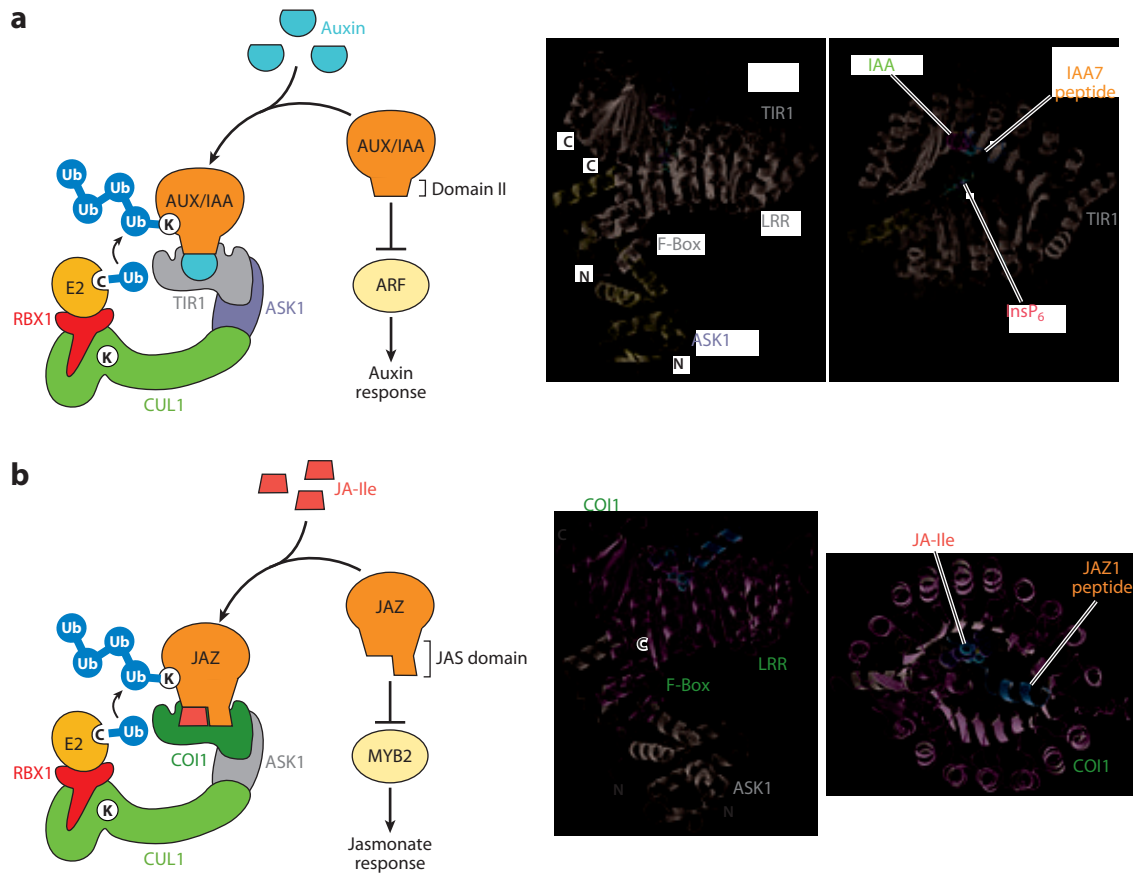 a
Auxin
AUX/IAA
Domain II
AUX/IAA
Ub
Ub
Ub
Ub
K
Ub
C
E2
TIR1
ASK1
RBX1
K
CUL1
ARF
Auxin
response
TIR1
C
C
LRR
F-Box
N
ASK1
N
IAA
IAA7
peptide
TIR1
InsP6
b
JA-Ile
JAZ
JAS domain
JAZ
Ub
Ub
Ub
Ub
K
Ub
C
E2
COI1
ASK1
RBX1
K
CUL1
MYB2
Jasmonate
response
COI1
C
C
LRR
F-Box
ASK1
N
N
JA-Ile
JAZ1
peptide
COI1